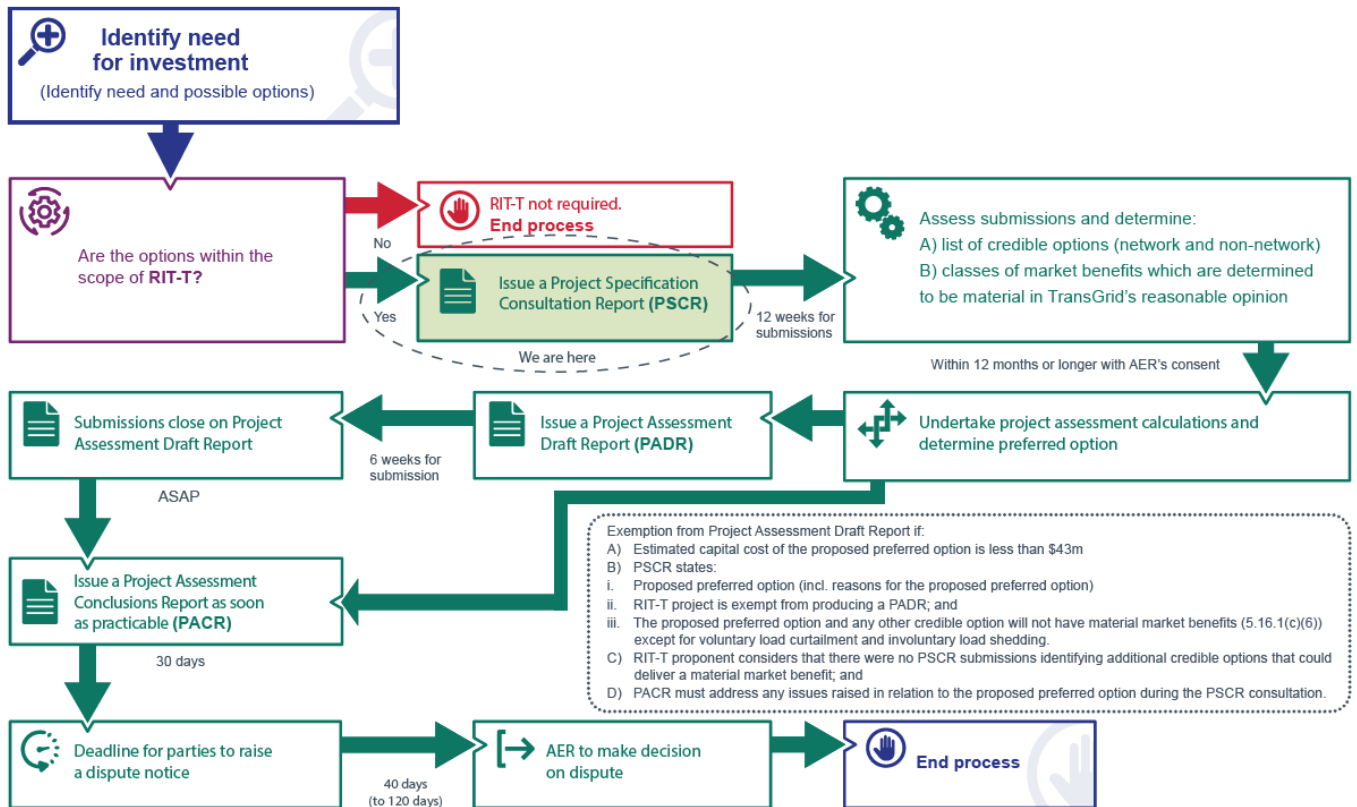 Identify need
for investment
(Identify need and possible options)
Are the options within the
scope of RIT-T?
No
RIT-T not required.
End process
Yes
Issue a Project Specification
Consultation Report (PSCR)
We are here
12 weeks for
submissions
Assess submissions and determine:
A) list of credible options (network and non-network)
B) classes of market benefits which are determined
to be material in TransGrid's reasonable opinion
Within 12 months or longer with AER's consent
Undertake project assessment calculations and
determine preferred option
Issue a Project Assessment
Draft Report (PADR)
6 weeks for
submission
Submissions close on Project
Assessment Draft Report
ASAP
Exemption from Project Assessment Draft Report if:
A) Estimated capital cost of the proposed preferred option is less than $43m
B) PSCR states:
i. Proposed preferred option (incl. reasons for the proposed preferred option)
ii. RIT-T project is exempt from producing a PADR; and
iii. The proposed preferred option and any other credible option will not have material market benefits (5.16.1(c)(6))
except for voluntary load curtailment and involuntary load shedding.
C) RIT-T proponent considers that there were no PSCR submissions identifying additional credible options that could
deliver a material market benefit; and
D) PACR must address any issues raised in relation to the proposed preferred option during the PSCR consultation.
Issue a Project Assessment
Conclusions Report as soon
as practicable (PACR)
30 days
Deadline for parties to raise
a dispute notice
40 days
(to 120 days)
AER to make decision
on dispute
End process